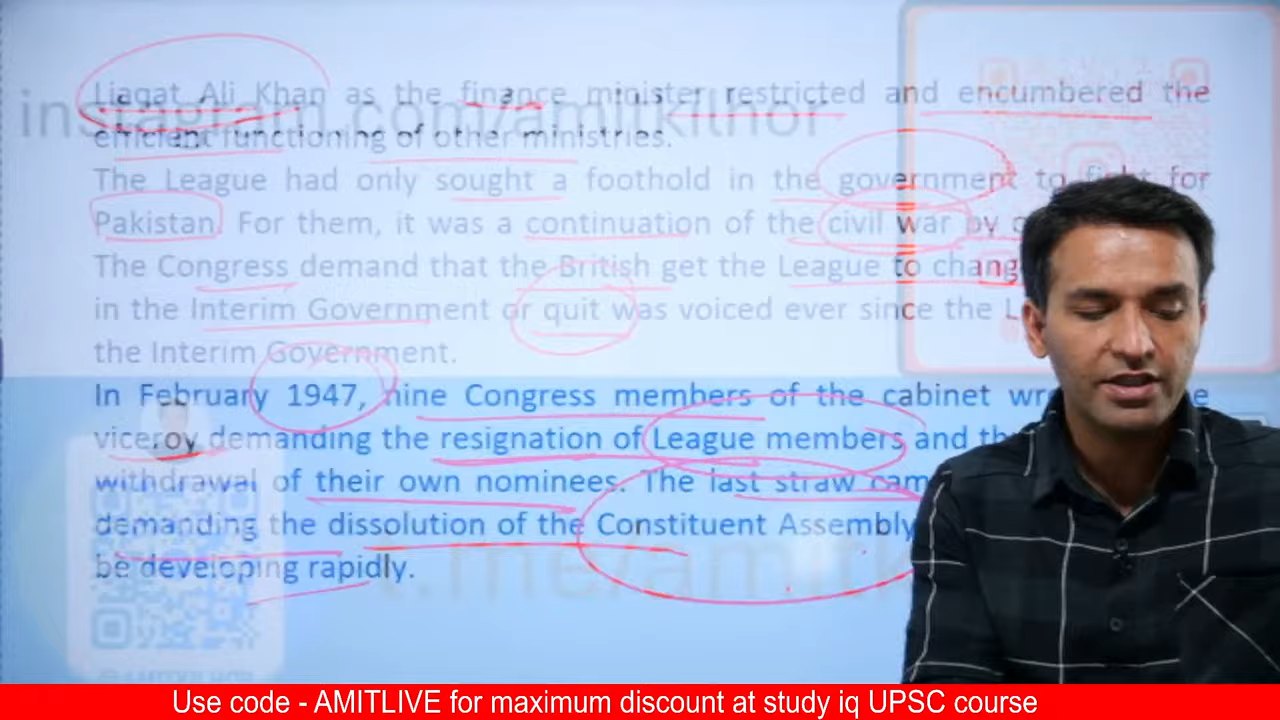 Liaqat Ali Khan as the finance minister restricted and encumbered the
instagram.com/amitkilhor
efficient functioning of other ministries.
The League had only sought a foothold in the government to fight for
Pakistan. For them, it was a continuation of the civil war by
The Congress demand that the British get the League to
in the Interim Government or quit was voiced ever since the
the Interim Government.
In February 1947, nine Congress members of the cabinet
viceroy demanding the resignation of League members and
withdrawal of their own nominees. The last straw
demanding the dissolution of the Constituent Assembly
be developing rapidly.
Use code - AMITLIVE for maximum discount at study iq UPSC course